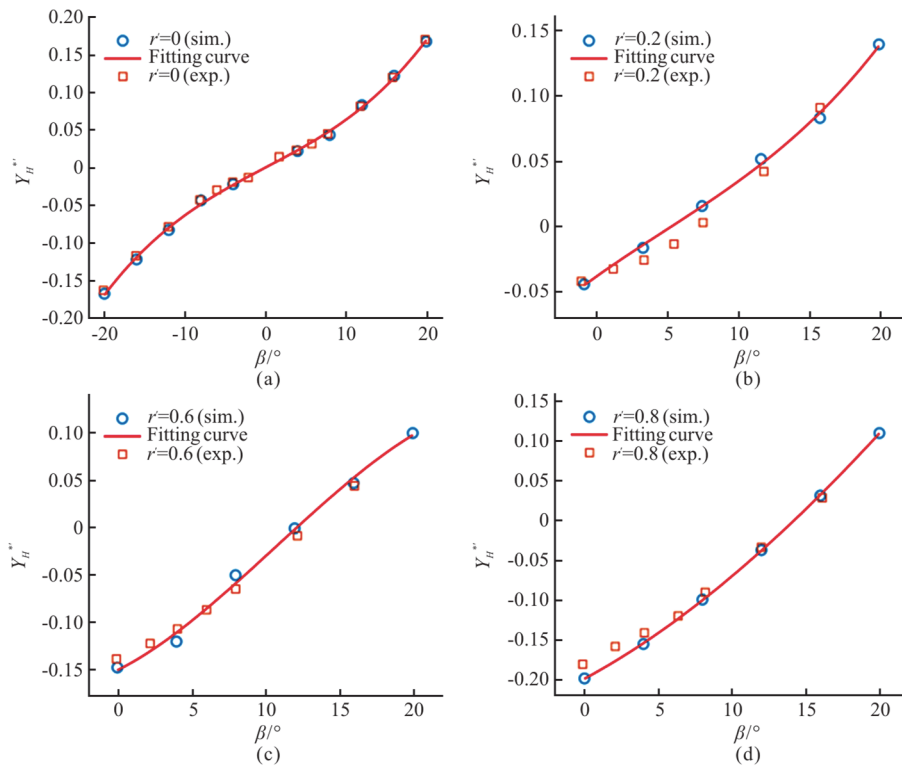 0.20
0.15
0.10
0.05
0
-0.05
-0.10
-0.15
-0.20
Y_H^*'
r'=0 (sim.)
Fitting curve
r'=0 (exp.)
-20
-10
0
10
20
β/°
(a)
0.15
0.10
0.05
0
-0.05
Y_H^*'
r'=0.2 (sim.)
Fitting curve
r'=0.2 (exp.)
0
5
10
15
20
β/°
(b)
0.10
0.05
0
-0.05
-0.10
-0.15
Y_H^*'
r'=0.6 (sim.)
Fitting curve
r'=0.6 (exp.)
0
5
10
15
20
β/°
(c)
0.15
0.10
0.05
0
-0.05
-0.10
-0.15
-0.20
Y_H^*'
r'=0.8 (sim.)
Fitting curve
r'=0.8 (exp.)
0
5
10
15
20
β/°
(d)